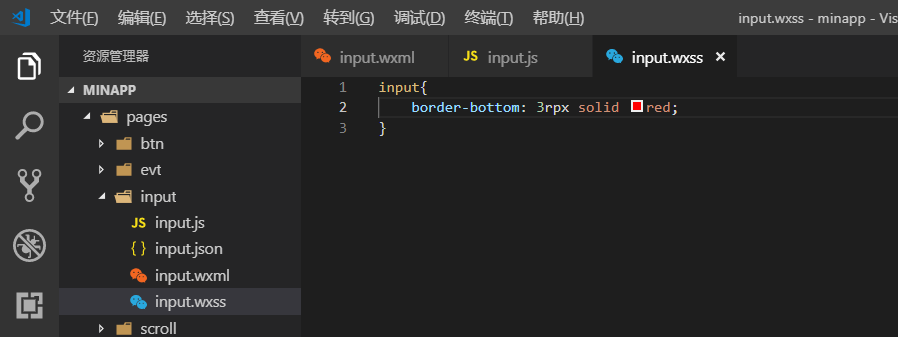 文件(F) 编辑(E) 选择(S) 查看(V) 转到(G) 调试(D) 终端(T) 帮助(H) input.wxss - minapp - Vis
资源管理器
MINAPP
pages
btn
evt
input
JS input.js
{ } input.json
input.wxml
input.wxss
scroll
input.wxml JS input.js input.wxss ×
1 input{
2 border-bottom: 3rpx solid red;
3 }